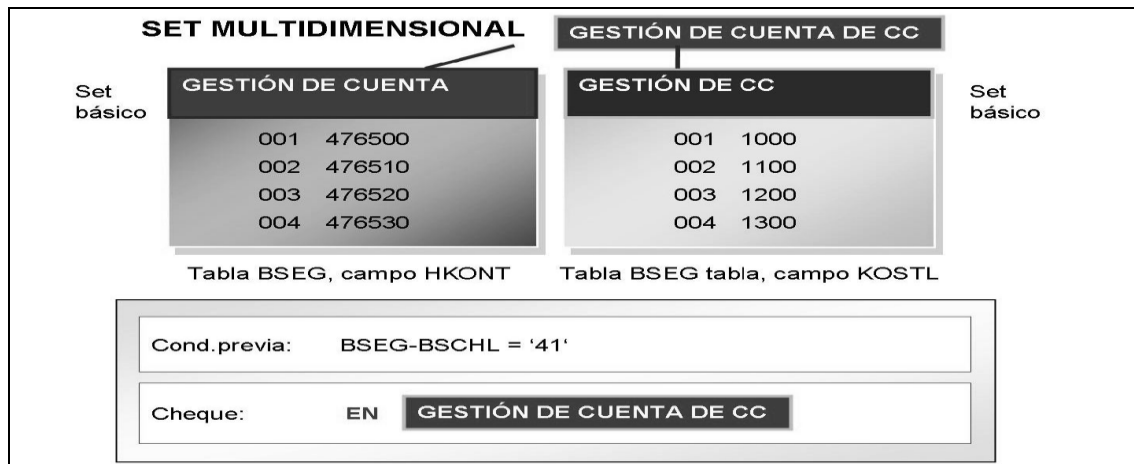 SET MULTIDIMENSIONAL
GESTIÓN DE CUENTA DE CC
Set
básico
GESTIÓN DE CUENTA
001 476500
002 476510
003 476520
004 476530
GESTIÓN DE CC
001 1000
002 1100
003 1200
004 1300
Set
básico
Tabla BSEG, campo HKONT
Tabla BSEG tabla, campo KOSTL
Cond.previa: BSEG-BSCHL = ‘41‘
Cheque: EN GESTIÓN DE CUENTA DE CC